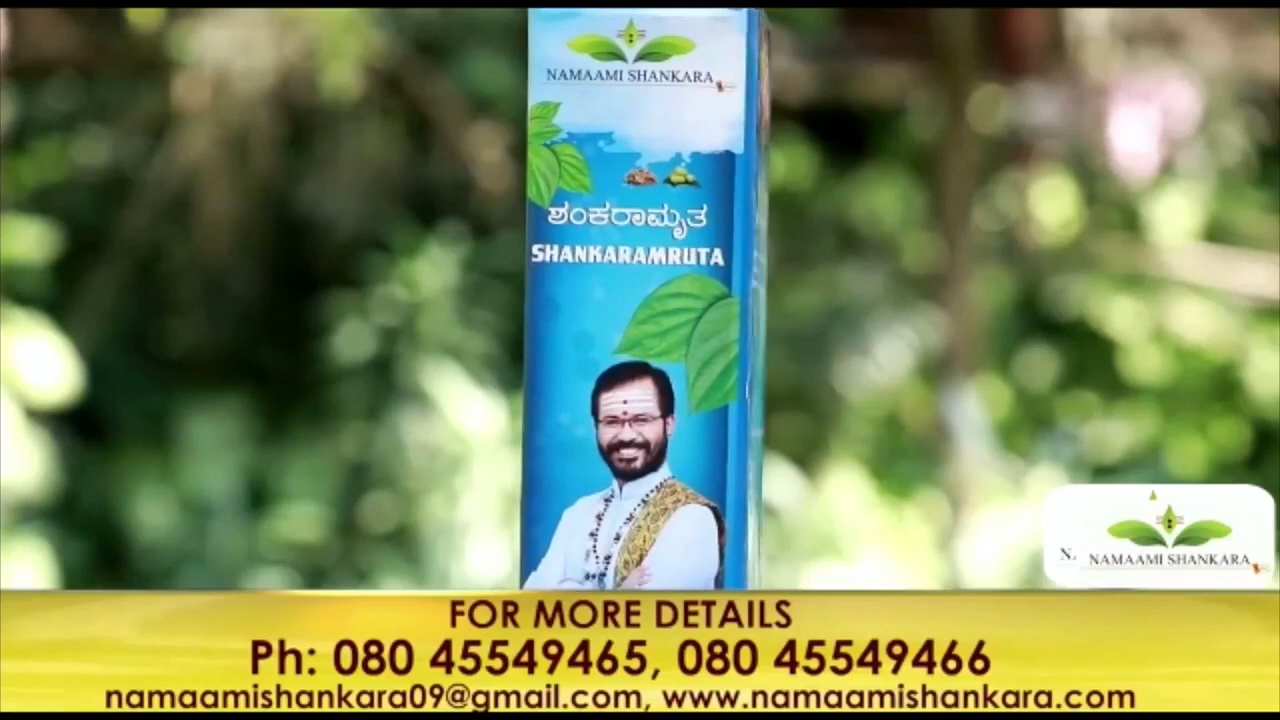 NAMAAMI SHANKARA
ಶಂಕರಾಮೃತ
SHANKARAMRUTA
N.
NAMAAMI SHANKARA
FOR MORE DETAILS
Ph: 080 45549465, 080 45549466
namaamishankara09@gmail.com, www.namaamishankara.com